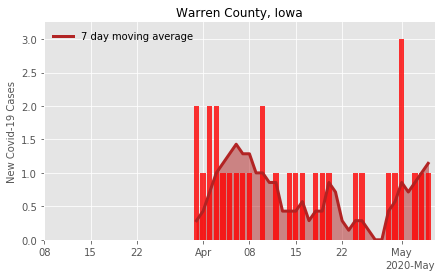 Warren County, Iowa
7 day moving average
New Covid-19 Cases
3.0
2.5
2.0
1.5
1.0
0.5
0.0
08 15 22 Apr 08 15 22 May
2020-May